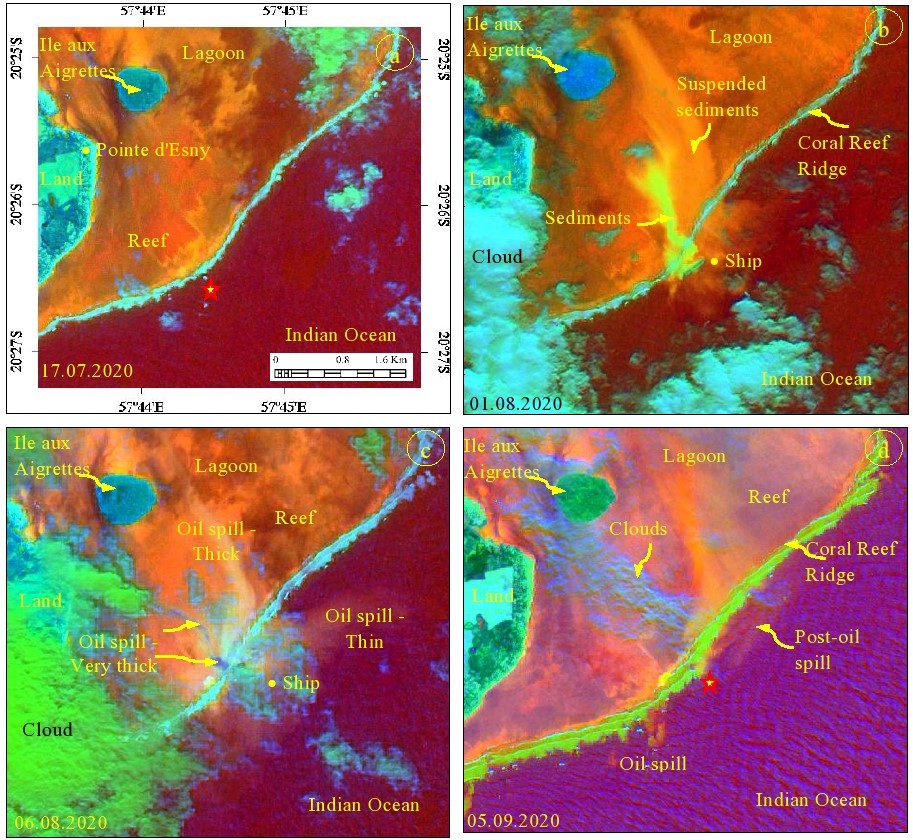 57°44'E 57°45'E
20°25'S
20°25'S
a
Ile aux
Aigrettes
Lagoon
Pointe d'Esny
Land
20°26'S
20°26'S
Reef
Indian Ocean
0 0.8 1.6 Km
20°27'S
20°27'S
17.07.2020
57°44'E 57°45'E
b
Ile aux
Aigrettes
Lagoon
Suspended
sediments
Coral Reef
Ridge
Land
Sediments
Cloud
Ship
Indian Ocean
01.08.2020
c
Ile aux
Aigrettes
Lagoon
Oil spill -
Thick
Reef
Land
Oil spill -
Very thick
Oil spill -
Thin
Ship
Cloud
Indian Ocean
06.08.2020
d
Ile aux
Aigrettes
Lagoon
Reef
Clouds
Coral Reef
Ridge
Land
Post-oil
spill
Oil-spill
Indian Ocean
05.09.2020